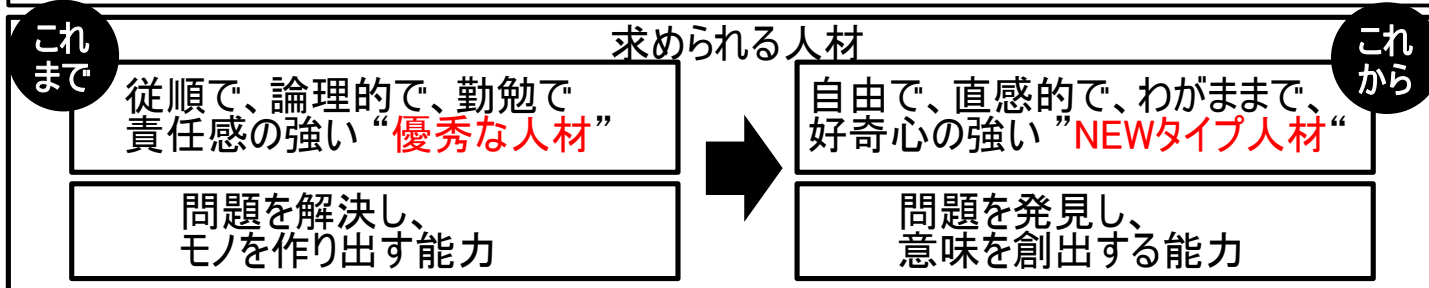 求められる人材
これ
まで
従順で、論理的で、勤勉で
責任感の強い “優秀な人材”
問題を解決し、
モノを作り出す能力
これ
から
自由で、直感的で、わがままで、
好奇心の強い ”NEWタイプ人材“
問題を発見し、
意味を創出する能力